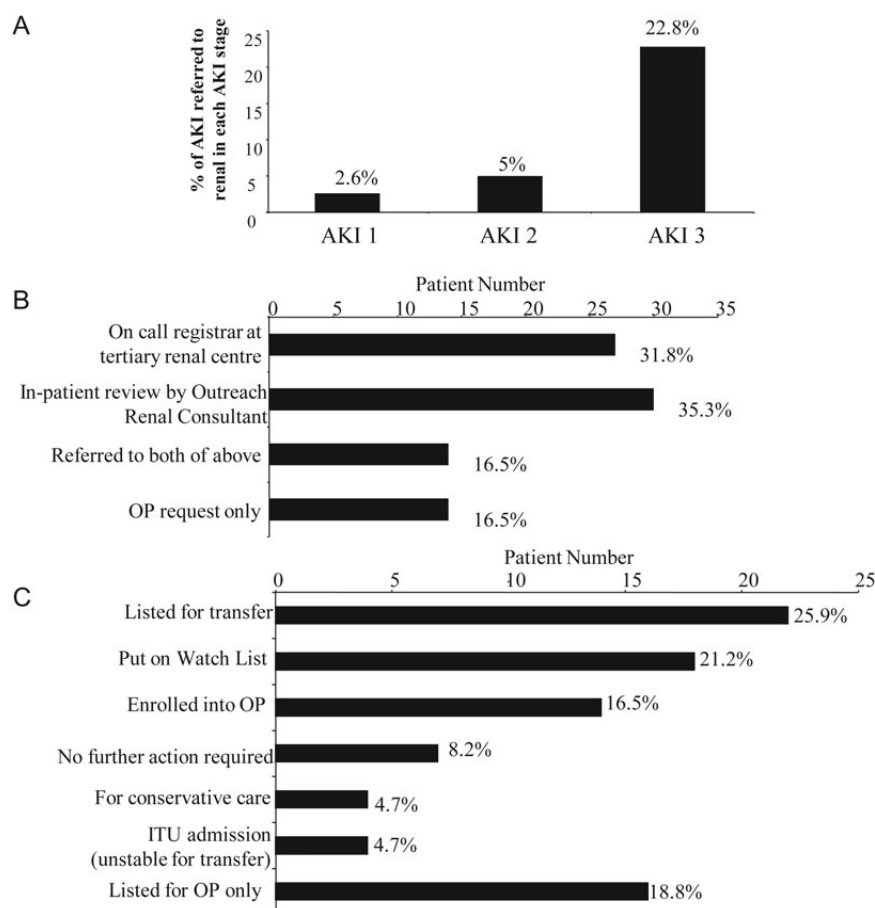 A
% of AKI referred to
renal in each AKI stage
25
20
15
10
5
0
2.6%
5%
22.8%
AKI 1
AKI 2
AKI 3
B
Patient Number
0 5 10 15 20 25 30 35
On call registrar at
tertiary renal centre
31.8%
In-patient review by Outreach
Renal Consultant
35.3%
Referred to both of above
16.5%
OP request only
16.5%
C
Patient Number
0 5 10 15 20 25
Listed for transfer
25.9%
Put on Watch List
21.2%
Enrolled into OP
16.5%
No further action required
8.2%
For conservative care
4.7%
ITU admission
(unstable for transfer)
4.7%
Listed for OP only
18.8%